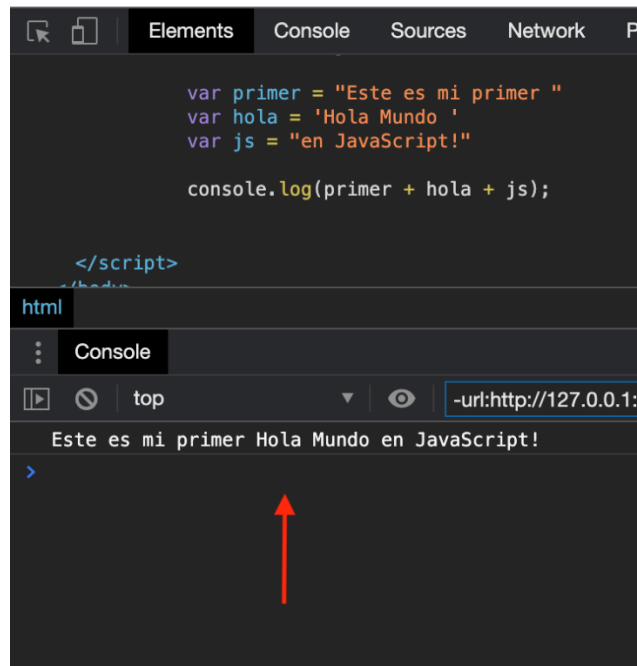 Elements Console Sources Network P
var primer = "Este es mi primer "
var hola = 'Hola Mundo '
var js = "en JavaScript!"
console.log(primer + hola + js);
</script>
</body>
html
Console
top -url:http://127.0.0.1:
Este es mi primer Hola Mundo en JavaScript!